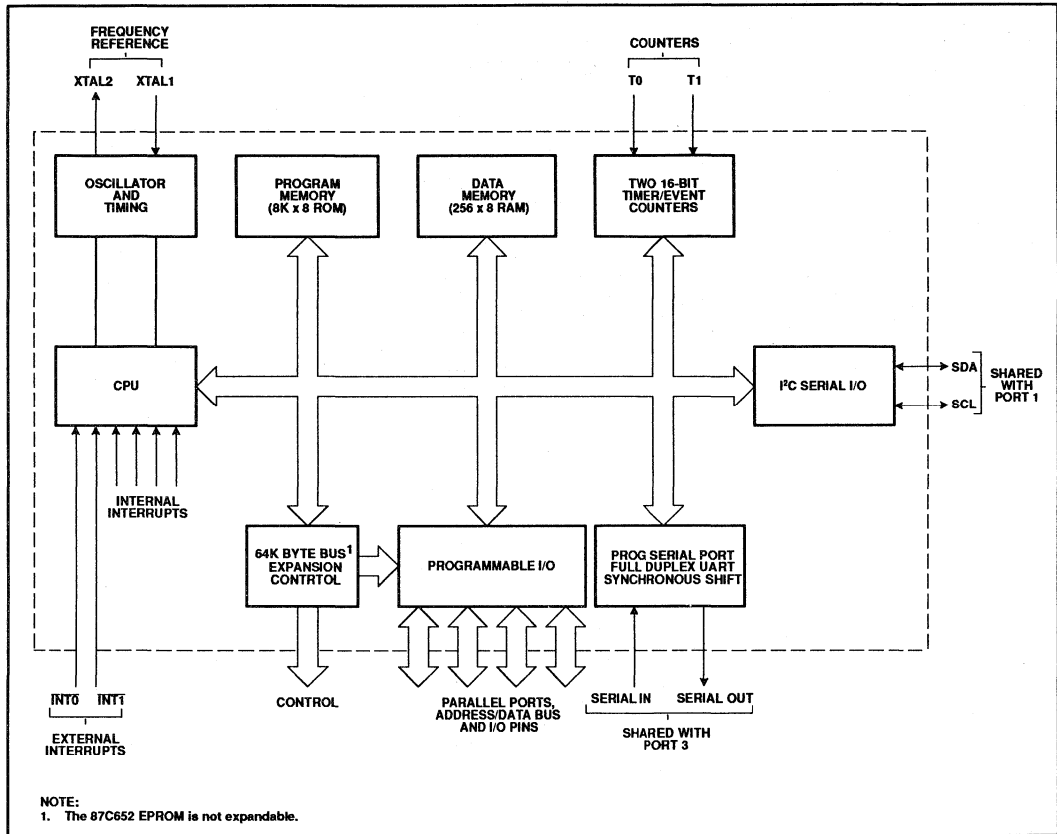 FREQUENCY
REFERENCE
XTAL2 XTAL1
COUNTERS
T0 T1
OSCILLATOR
AND
TIMING
PROGRAM
MEMORY
(8K x 8 ROM)
DATA
MEMORY
(256 x 8 RAM)
TWO 16-BIT
TIMER/EVENT
COUNTERS
CPU
I²C SERIAL I/O
SDA
SCL
SHARED
WITH
PORT 1
INTERNAL
INTERRUPTS
64K BYTE BUS¹
EXPANSION
CONTRTOL
PROGRAMMABLE I/O
PROG SERIAL PORT
FULL DUPLEX UART
SYNCHRONOUS SHIFT
INT0 INT1
EXTERNAL
INTERRUPTS
CONTROL
PARALLEL PORTS,
ADDRESS/DATA BUS
AND I/O PINS
SERIAL IN SERIAL OUT
SHARED WITH
PORT 3
NOTE:
1. The 87C652 EPROM is not expandable.